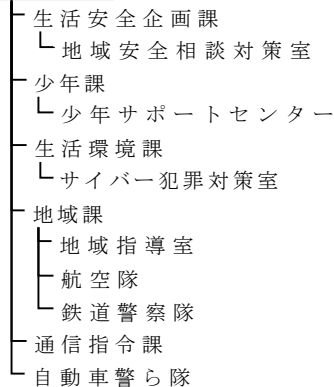 生活安全企画課
地域安全相談対策室
少年課
少年サポートセンター
生活環境課
サイバー犯罪対策室
地域課
地域指導室
航空隊
鉄道警察隊
通信指令課
自動車警ら隊